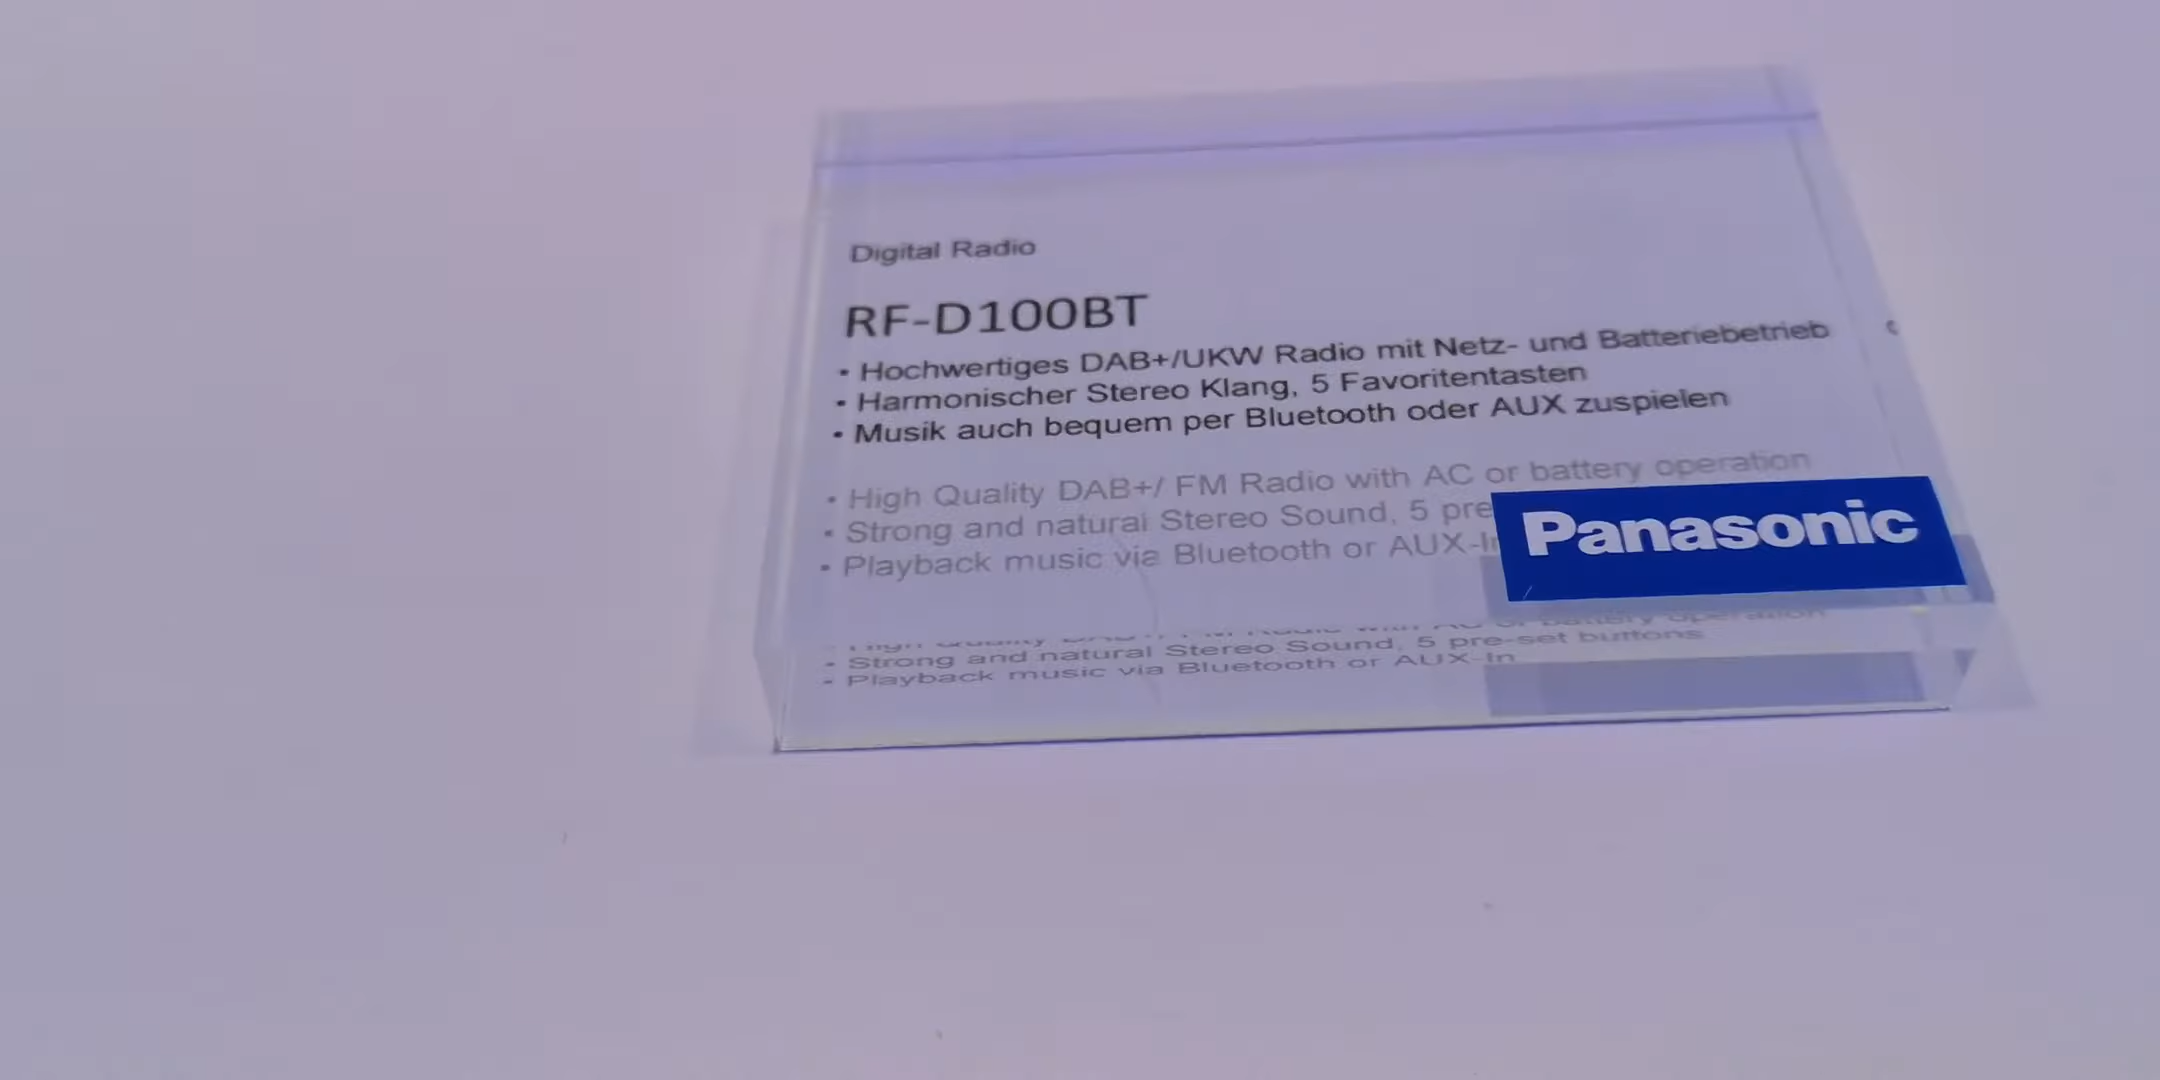 Digital Radio
RF-D100BT
• Hochwertiges DAB+/UKW Radio mit Netz- und Batteriebetrieb
• Harmonischer Stereo Klang, 5 Favoritentasten
• Musik auch bequem per Bluetooth oder AUX zuspielen
• High Quality DAB+/ FM Radio with AC or battery operation
• Strong and natural Stereo Sound, 5 pre
• Playback music via Bluetooth or AUX-In
Panasonic
• Strong and natural Stereo Sound, 5 pre-set buttons
• Playback music via Bluetooth or AUX-In